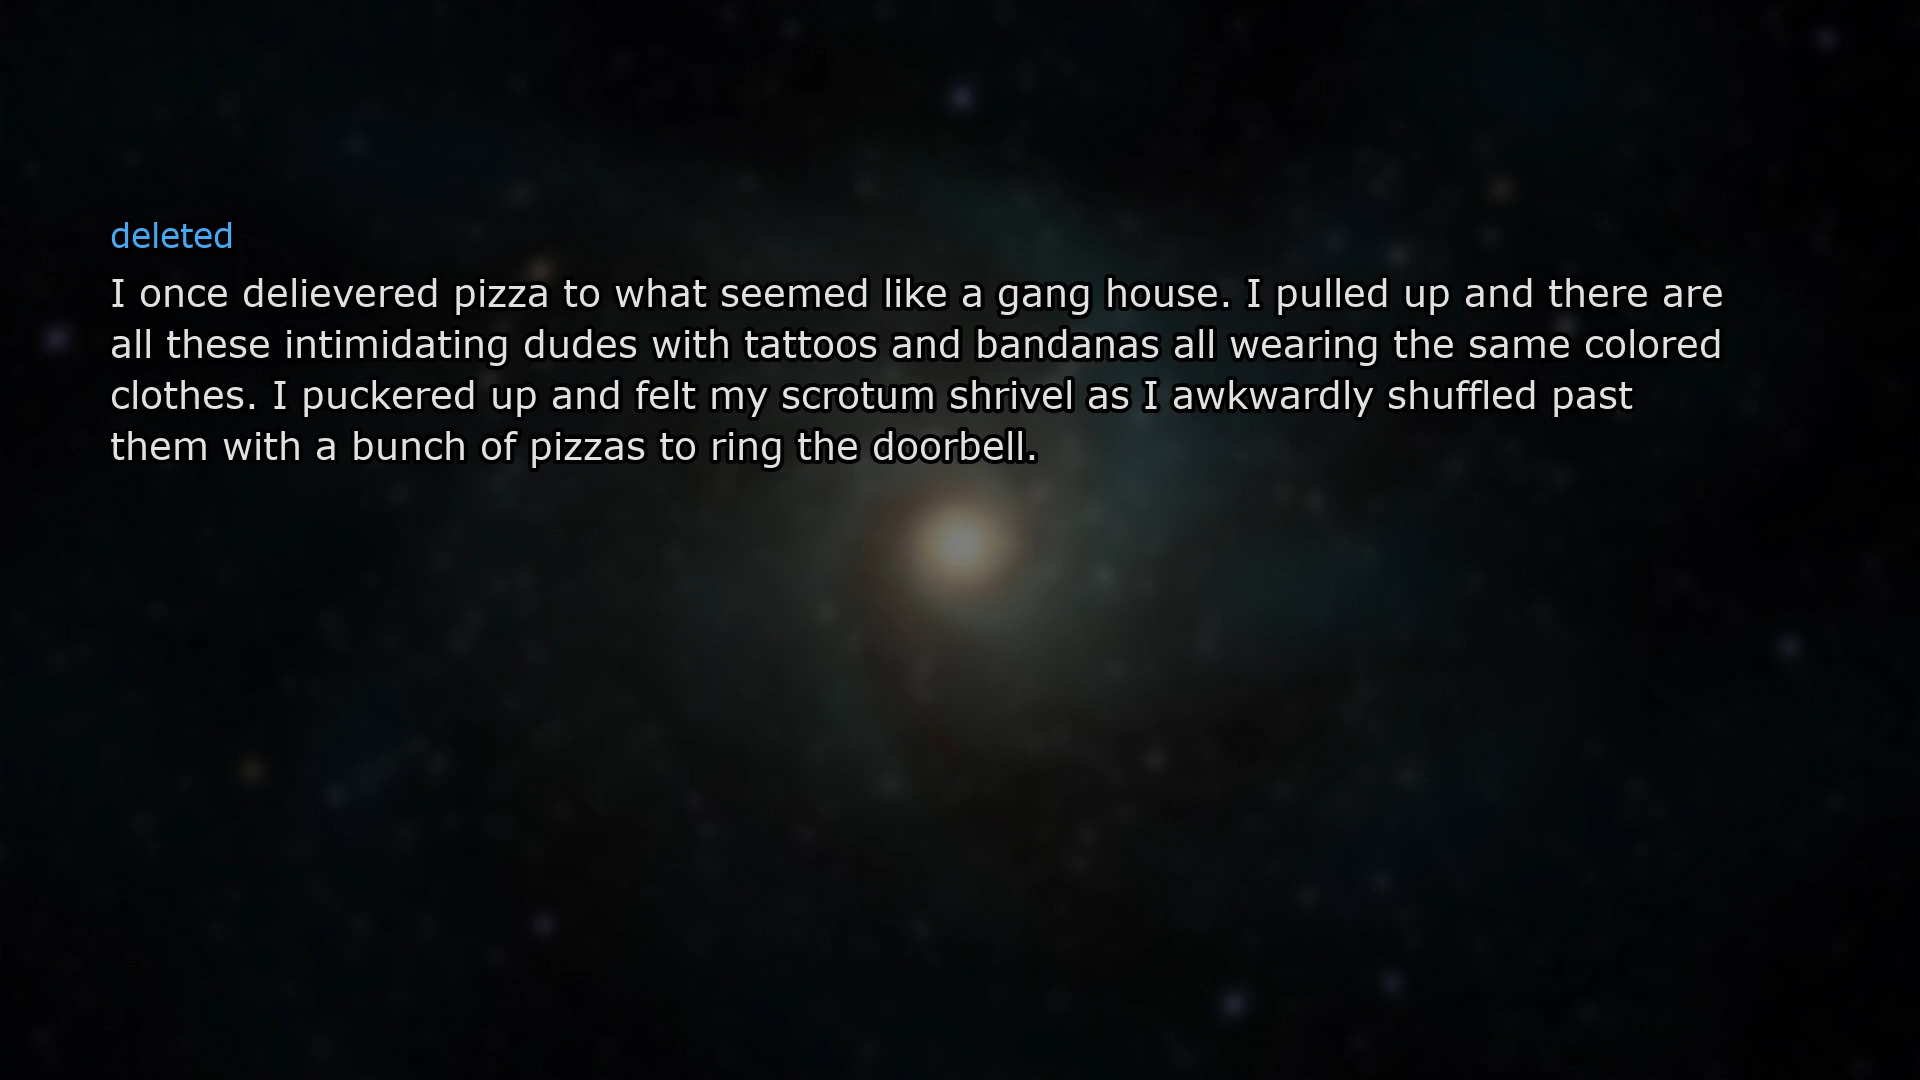 deleted
I once delievered pizza to what seemed like a gang house. I pulled up and there are
all these intimidating dudes with tattoos and bandanas all wearing the same colored
clothes. I puckered up and felt my scrotum shrivel as I awkwardly shuffled past
them with a bunch of pizzas to ring the doorbell.